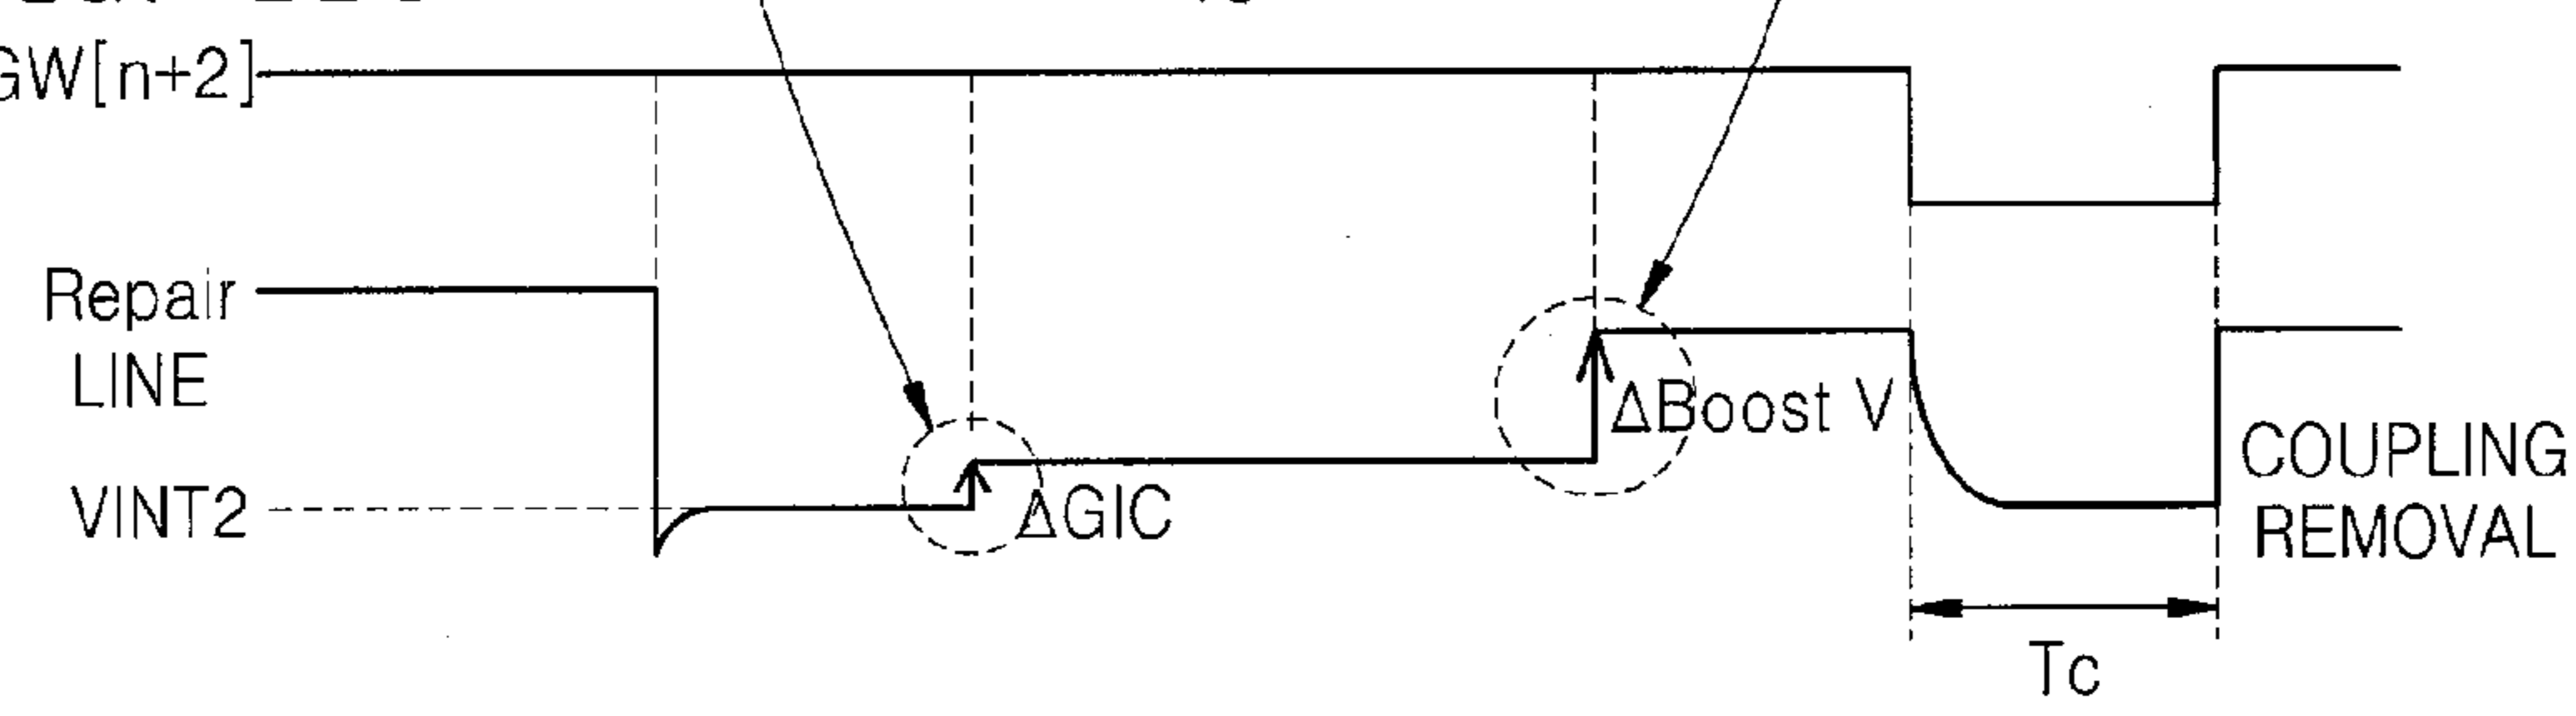 GW[n+2]
Repair
LINE
ΔBoost V
COUPLING
REMOVAL
VINT2
ΔGIC
Tc